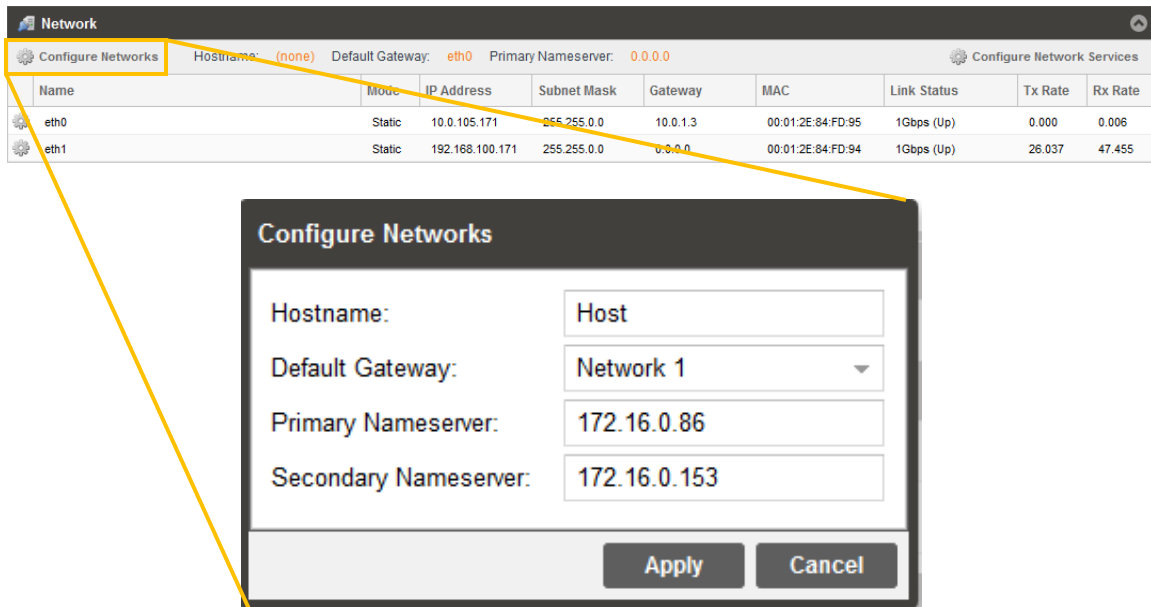 Network
Configure Networks Hostname: (none) Default Gateway: eth0 Primary Nameserver: 0.0.0.0 Configure Network Services
Name Mode IP Address Subnet Mask Gateway MAC Link Status Tx Rate Rx Rate
eth0 Static 10.0.105.171 255.255.0.0 10.0.1.3 00:01:2E:84:FD:95 1Gbps (Up) 0.000 0.006
eth1 Static 192.168.100.171 255.255.0.0 0.0.0.0 00:01:2E:84:FD:94 1Gbps (Up) 26.037 47.455
Configure Networks
Hostname: Host
Default Gateway: Network 1
Primary Nameserver: 172.16.0.86
Secondary Nameserver: 172.16.0.153
Apply Cancel